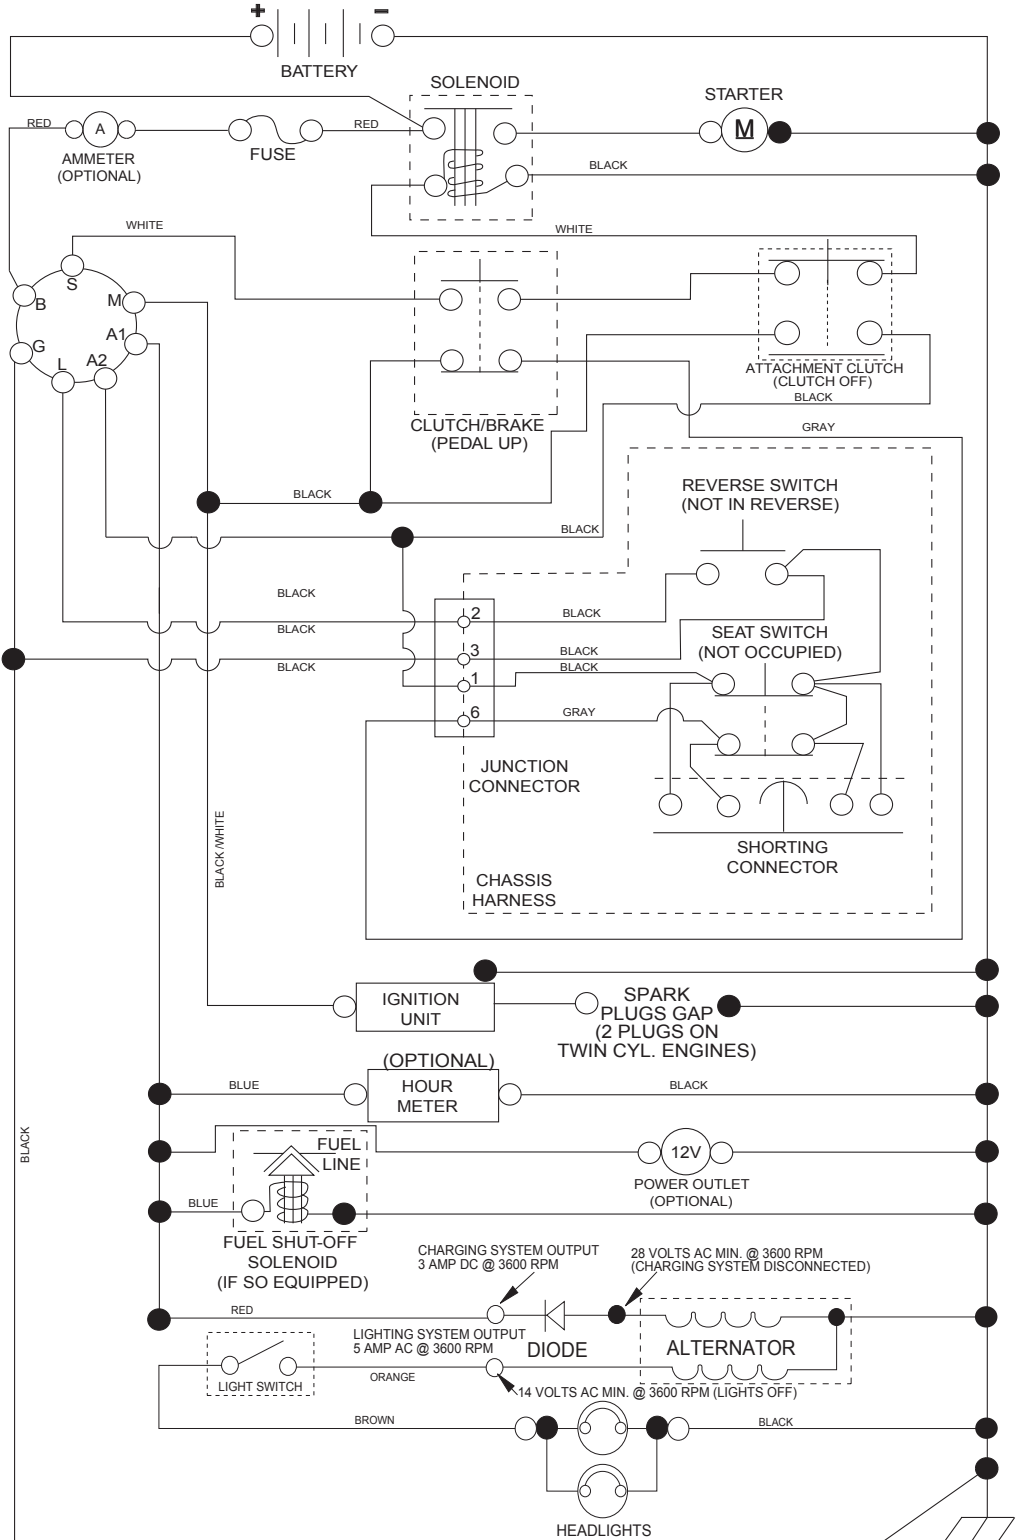 +
−
BATTERY
SOLENOID
STARTER
RED
A
RED
M
FUSE
AMMETER
(OPTIONAL)
BLACK
WHITE
WHITE
S
B
M
G
A1
L
A2
ATTACHMENT CLUTCH
(CLUTCH OFF)
BLACK
CLUTCH/BRAKE
(PEDAL UP)
GRAY
REVERSE SWITCH
(NOT IN REVERSE)
BLACK
BLACK
BLACK
2
BLACK
BLACK
SEAT SWITCH
(NOT OCCUPIED)
3
BLACK
BLACK
BLACK
1
6
GRAY
JUNCTION
CONNECTOR
BLACK/WHITE
SHORTING
CONNECTOR
CHASSIS
HARNESS
IGNITION
UNIT
SPARK
PLUGS GAP
(2 PLUGS ON
TWIN CYL. ENGINES)
(OPTIONAL)
BLUE
HOUR
METER
BLACK
BLACK
FUEL
LINE
12V
POWER OUTLET
(OPTIONAL)
BLUE
FUEL SHUT-OFF
SOLENOID
(IF SO EQUIPPED)
CHARGING SYSTEM OUTPUT
3 AMP DC @ 3600 RPM
28 VOLTS AC MIN. @ 3600 RPM
(CHARGING SYSTEM DISCONNECTED)
RED
LIGHTING SYSTEM OUTPUT
5 AMP AC @ 3600 RPM
DIODE
ALTERNATOR
LIGHT SWITCH
ORANGE
14 VOLTS AC MIN. @ 3600 RPM (LIGHTS OFF)
BROWN
BLACK
HEADLIGHTS